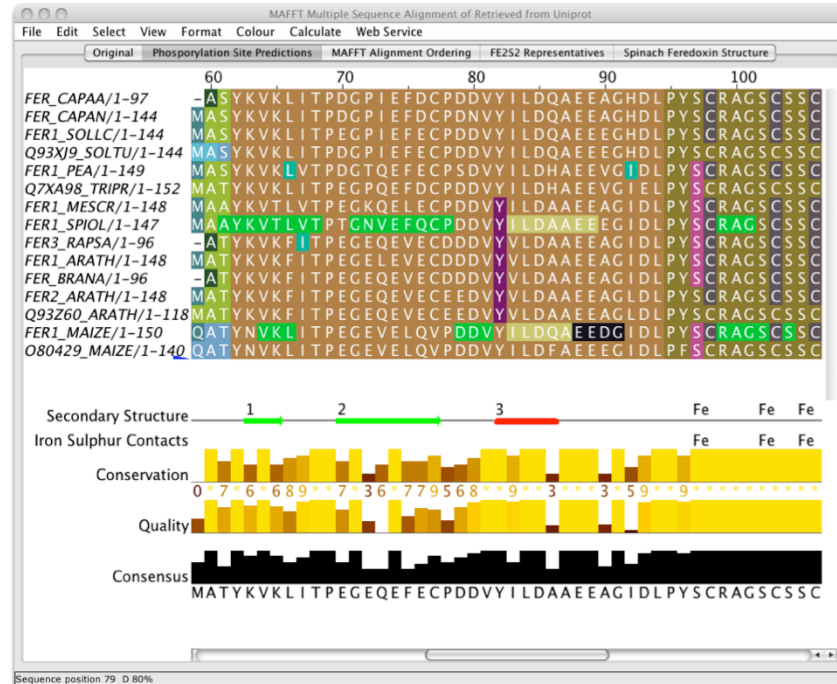 MAFFT Multiple Sequence Alignment of Retrieved from Uniprot
File Edit Select View Format Colour Calculate Web Service
Original Phosporylation Site Predictions MAFFT Alignment Ordering FE2S2 Representatives Spinach Feredoxin Structure
60 70 80 90 100
FER_CAPAA/1-97 -ASYKVKLITPDGPIEFDCPDDVYILDQAEEAGHDLPYSCRAGSCSSC
FER_CAPAN/1-144 MASYKVKLITPDGPIEFDCPDNVYILDQAEEAGHDLPYSCRAGSCSSC
FER1_SOLLC/1-144 MASYKVKLITPEGPIEFECPDDVYILDQAEEEGHDLPYSCRAGSCSSC
Q93XJ9_SOLTU/1-144 MASYKVKLITPDGPIEFECPDDVYILDQAEEEGHDLPYSCRAGSCSSC
FER1_PEA/1-149 MASYKVKLVTPDGTQEFECPSDVYILDHAEEVGIDLPYSCRAGSCSSC
Q7XA98_TRIPR/1-152 MATYKVKLITPEGPQEFDCPDDVYILDHAEEVGIELPYSCRAGSCSSC
FER1_MESCR/1-148 MAAYKVTLVTPEGKQELECPDDVYILDAAEEAGIDLPYSCRAGSCSSC
FER1_SPIOL/1-147 MAAYKVTLVTPTGNVEFQCPDDVYILDAAEEEGIDLPYSCRAGSCSSC
FER3_RAPSA/1-96 -ATYKVKFITPEGEQEVECDDDVYVLDAAEEAGIDLPYSCRAGSCSSC
FER1_ARATH/1-148 MATYKVKFITPEGELEVECDDDVYVLDAAEEAGIDLPYSCRAGSCSSC
FER_BRANA/1-96 -ATYKVKFITPEGEQEVECDDDVYVLDAAEEAGIDLPYSCRAGSCSSC
FER2_ARATH/1-148 MATYKVKFITPEGEQEVECEEDVYVLDAAEEAGIDLPYSCRAGSCSSC
Q93Z60_ARATH/1-118 MATYKVKFITPEGEQEVECEEDVYVLDAAEEAGLDLPYSCRAGSCSSC
FER1_MAIZE/1-150 QATYNVKLITPEGEVELQVPDDVYILDQAEEDGIDLPYSCRAGSCSSC
O80429_MAIZE/1-140 QATYNVKLITPEGEVELQVPDDVYILDFAEEEGIDLPFSCRAGSCSSC
Secondary Structure 1 2 3 Fe Fe Fe
Iron Sulphur Contacts Fe Fe Fe
Conservation
0*7*6*689**7*36*779568**9**3***3*59**9**********
Quality
Consensus
MATYKVKLITPEGEQEFECPDDVYILDAAEEAGIDLPYSCRAGSCSSC
Sequence position 79 D 80%